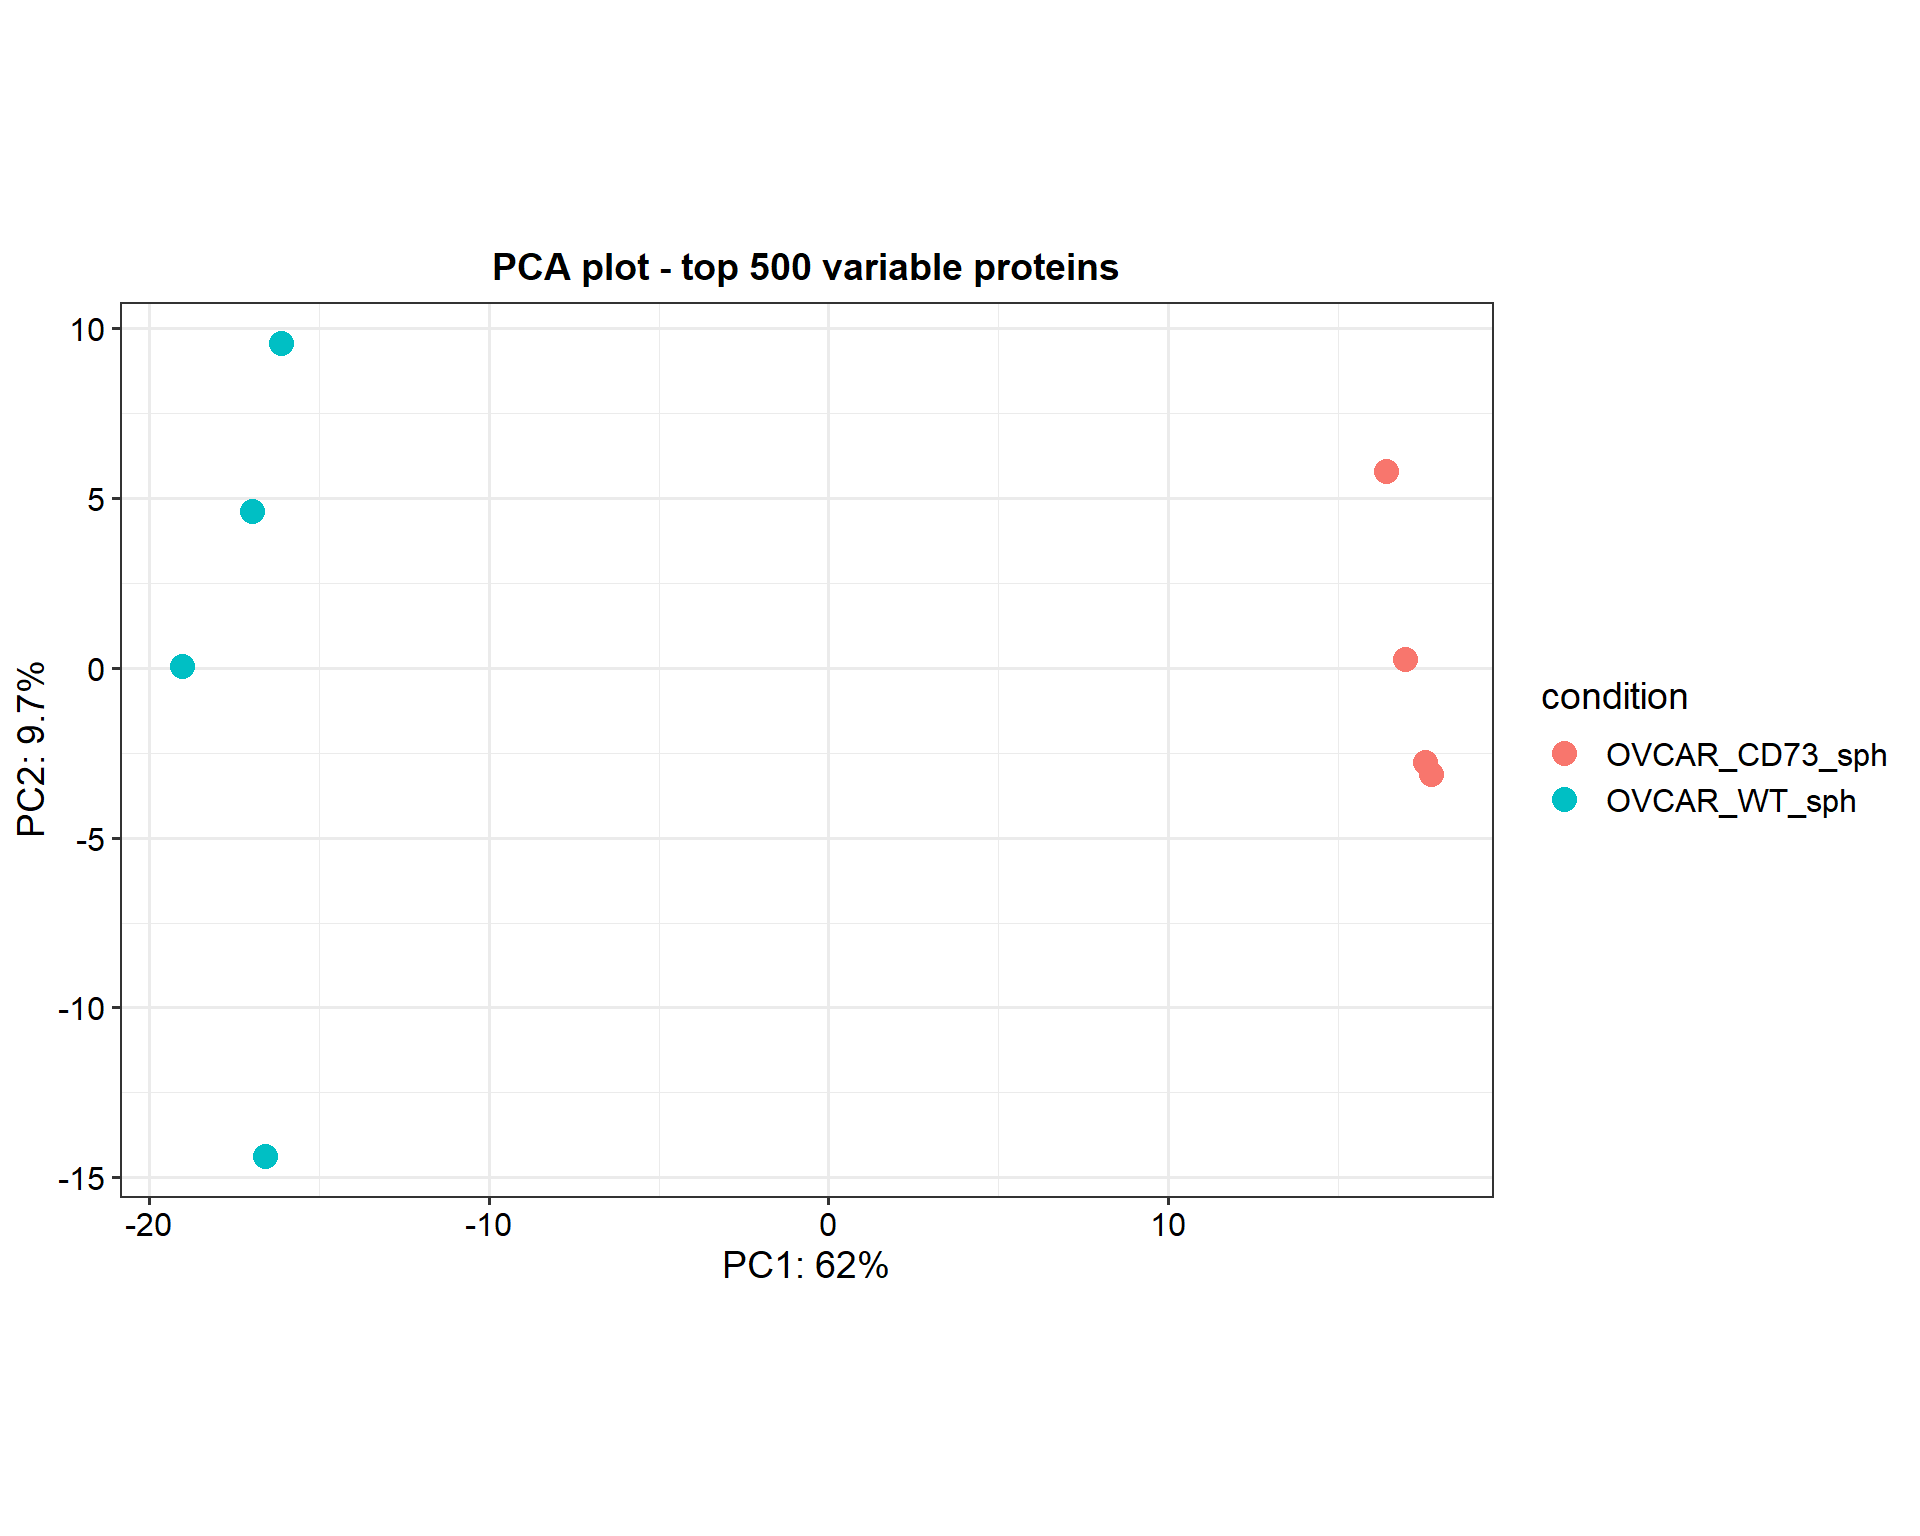 PCA plot - top 500 variable proteins
10
5
0
-5
-10
-15
PC2: 9.7%
-20
-10
0
10
PC1: 62%
condition
OVCAR_CD73_sph
OVCAR_WT_sph